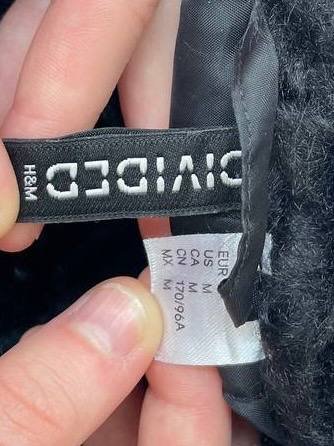 DIVIDED
H&M
EUR
US M
CA M
CN 170/96A
MX M